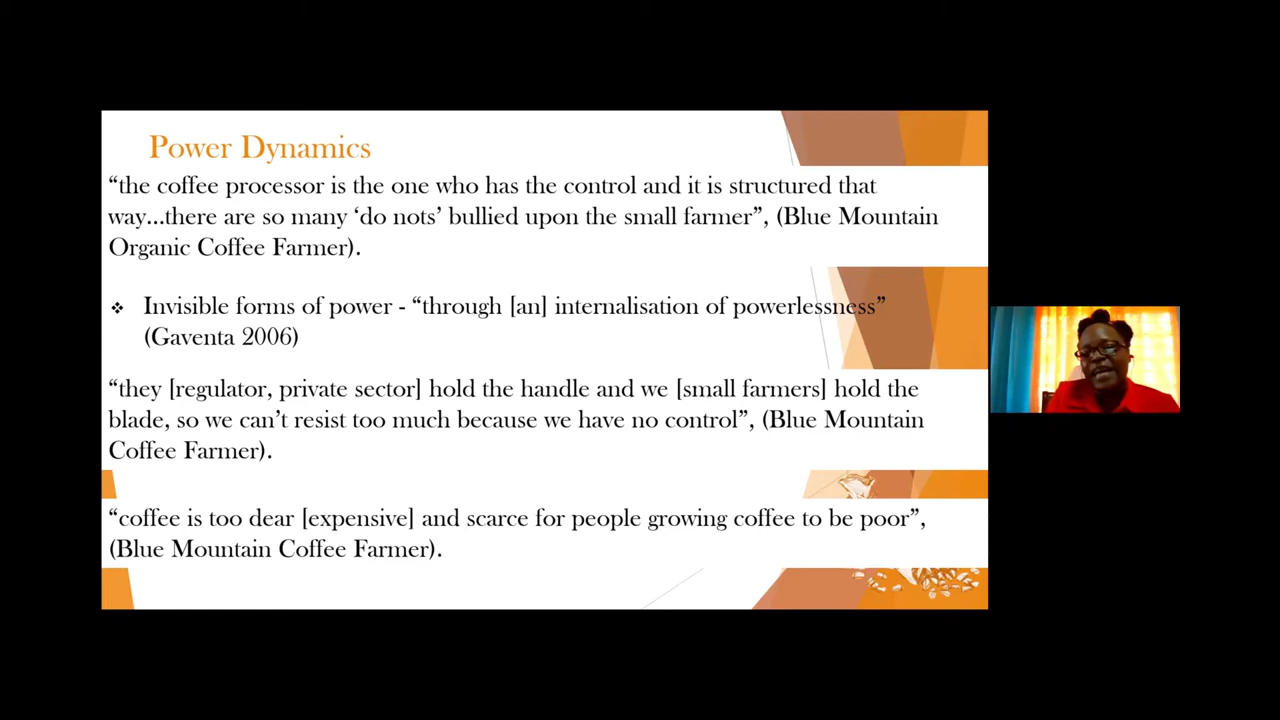 Power Dynamics
“the coffee processor is the one who has the control and it is structured that
way...there are so many ‘do nots’ bullied upon the small farmer”, (Blue Mountain
Organic Coffee Farmer).
❖ Invisible forms of power - “through [an] internalisation of powerlessness”
(Gaventa 2006)
“they [regulator, private sector] hold the handle and we [small farmers] hold the
blade, so we can’t resist too much because we have no control”, (Blue Mountain
Coffee Farmer).
“coffee is too dear [expensive] and scarce for people growing coffee to be poor”,
(Blue Mountain Coffee Farmer).